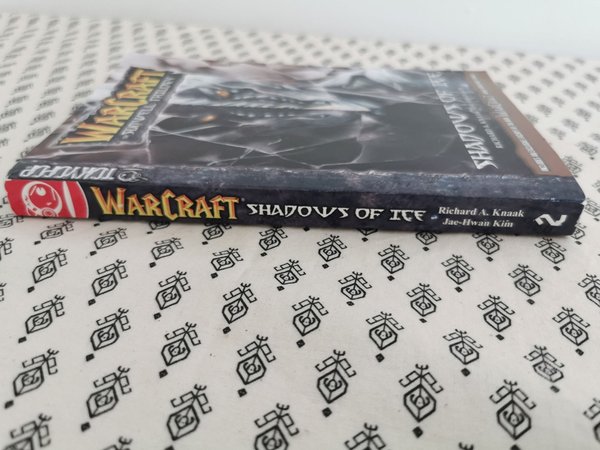 WARCRAFT
SHADOWS OF ICE
TOKYOPOP
WARCRAFT SHADOWS OF ICE
Richard A. Knaak
Jae-Hwan Kim
2